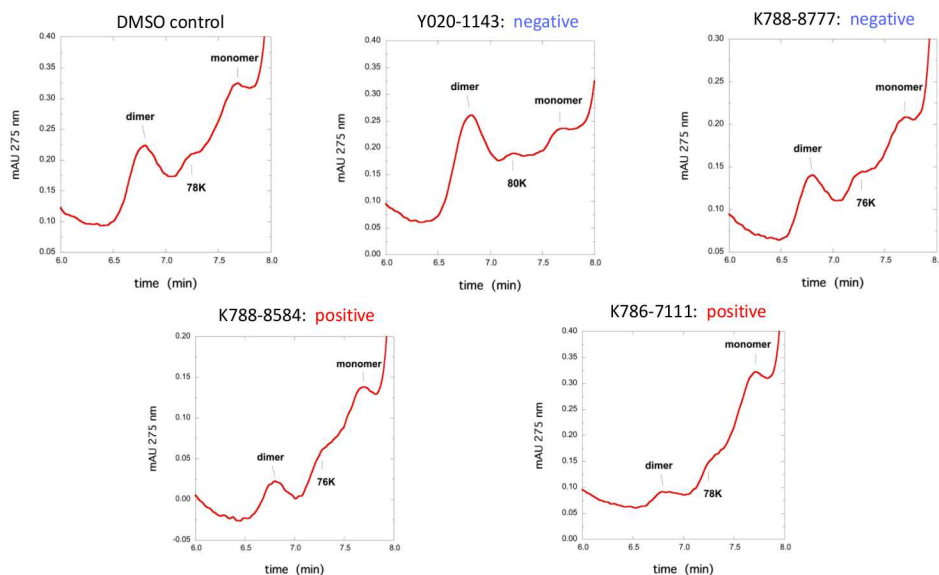 DMSO control
0.40
0.35
0.30
0.25
0.20
0.15
0.10
0.05
mAU 275 nm
dimer
78K
monomer
6.0 6.5 7.0 7.5 8.0
time (min)
Y020-1143: negative
0.40
0.30
0.20
0.10
0.00
mAU 275 nm
dimer
80K
monomer
6.0 6.5 7.0 7.5 8.0
time (min)
K788-8777: negative
0.30
0.25
0.20
0.15
0.10
0.05
mAU 275 nm
dimer
76K
monomer
6.0 6.5 7.0 7.5 8.0
time (min)
K788-8584: positive
0.20
0.15
0.10
0.05
0.00
-0.05
mAU 275 nm
dimer
76K
monomer
6.0 6.5 7.0 7.5 8.0
time (min)
K786-7111: positive
0.40
0.35
0.30
0.25
0.20
0.15
0.10
0.05
0.00
mAU 275 nm
dimer
78K
monomer
6.0 6.5 7.0 7.5 8.0
time (min)